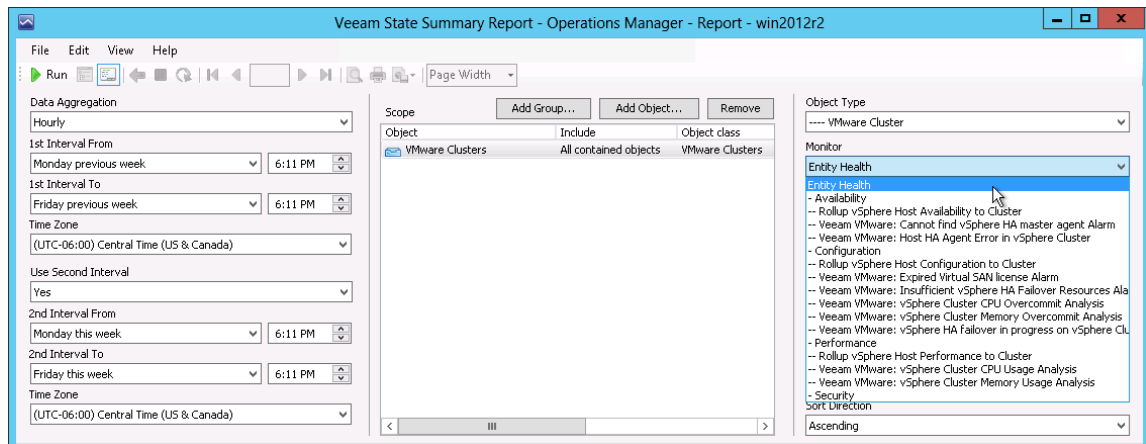 Veeam State Summary Report - Operations Manager - Report - win2012r2
File Edit View Help
Run Page Width
Data Aggregation
Hourly
1st Interval From
Monday previous week 6:11 PM
1st Interval To
Friday previous week 6:11 PM
Time Zone
(UTC-06:00) Central Time (US & Canada)
Use Second Interval
Yes
2nd Interval From
Monday this week 6:11 PM
2nd Interval To
Friday this week 6:11 PM
Time Zone
(UTC-06:00) Central Time (US & Canada)
Scope Add Group... Add Object... Remove
Object Include Object class
VMware Clusters All contained objects VMware Clusters
Object Type
---- VMware Cluster
Monitor
Entity Health
Entity Health
- Availability
-- Rollup vSphere Host Availability to Cluster
-- Veeam VMware: Cannot find vSphere HA master agent Alarm
-- Veeam VMware: Host HA Agent Error in vSphere Cluster
- Configuration
-- Rollup vSphere Host Configuration to Cluster
-- Veeam VMware: Expired Virtual SAN license Alarm
-- Veeam VMware: Insufficient vSphere HA Failover Resources Ala
-- Veeam VMware: vSphere Cluster CPU Overcommit Analysis
-- Veeam VMware: vSphere Cluster Memory Overcommit Analysis
-- Veeam VMware: vSphere HA failover in progress on vSphere Clu
- Performance
-- Rollup vSphere Host Performance to Cluster
-- Veeam VMware: vSphere Cluster CPU Usage Analysis
-- Veeam VMware: vSphere Cluster Memory Usage Analysis
- Security
Sort Direction
Ascending